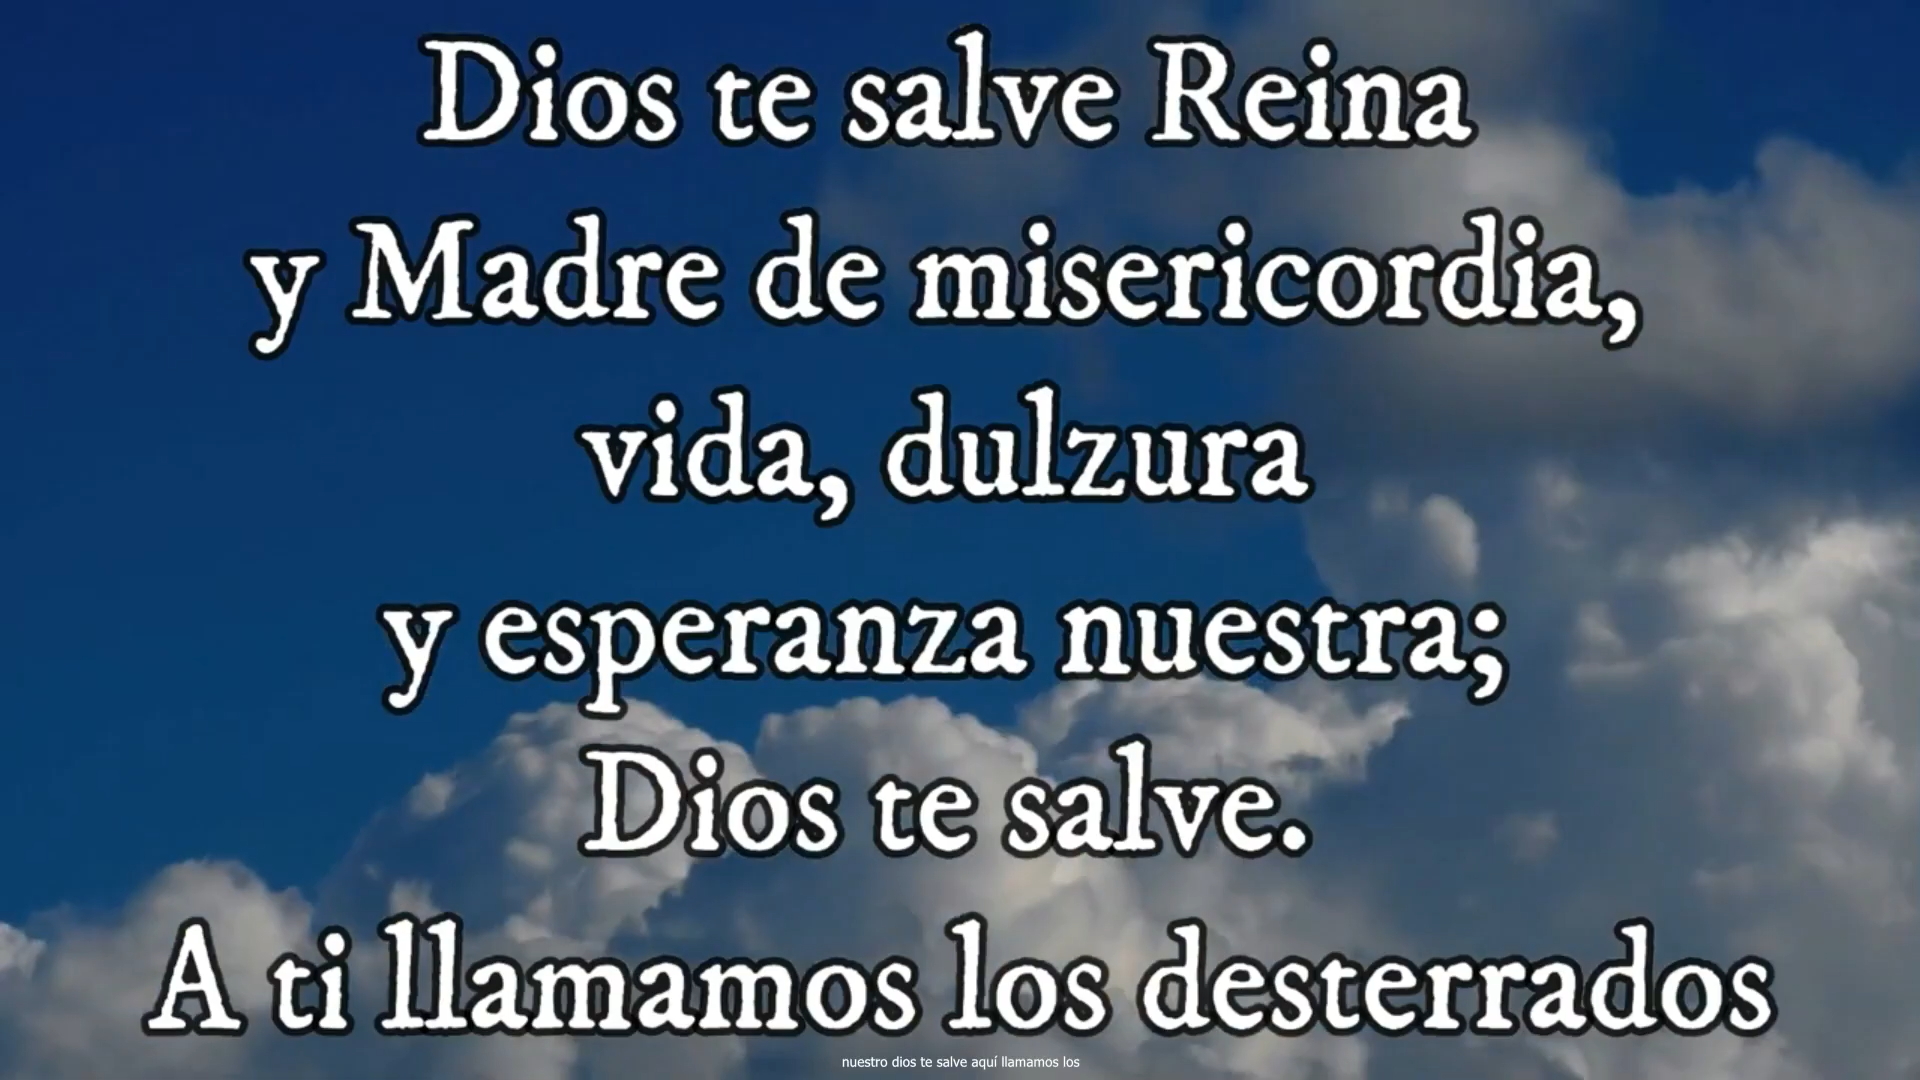 Dios te salve Reina
y Madre de misericordia,
vida, dulzura
y esperanza nuestra;
Dios te salve.
A ti llamamos los desterrados
nuestro dios te salve aquí llamamos los